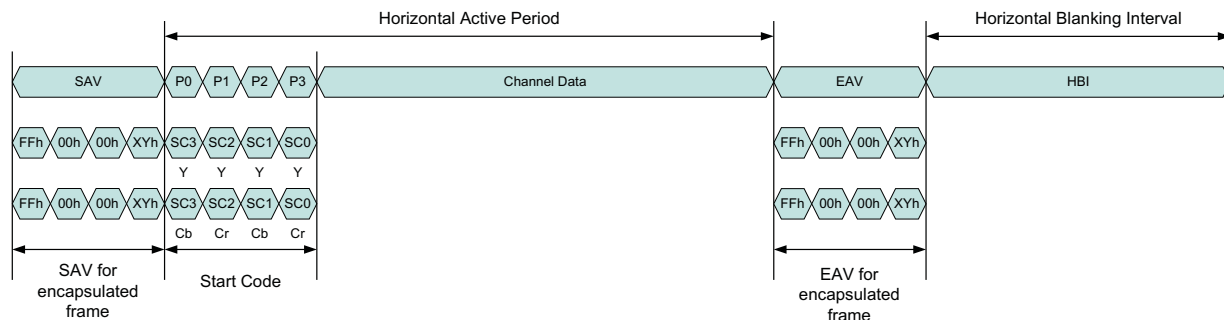 Horizontal Active Period
Horizontal Blanking Interval
SAV P0 P1 P2 P3 Channel Data EAV HBI
FFh 00h 00h XYh SC3 SC2 SC1 SC0 FFh 00h 00h XYh
Y Y Y Y
FFh 00h 00h XYh SC3 SC2 SC1 SC0 FFh 00h 00h XYh
Cb Cr Cb Cr
SAV for
encapsulated
frame
Start Code
EAV for
encapsulated
frame